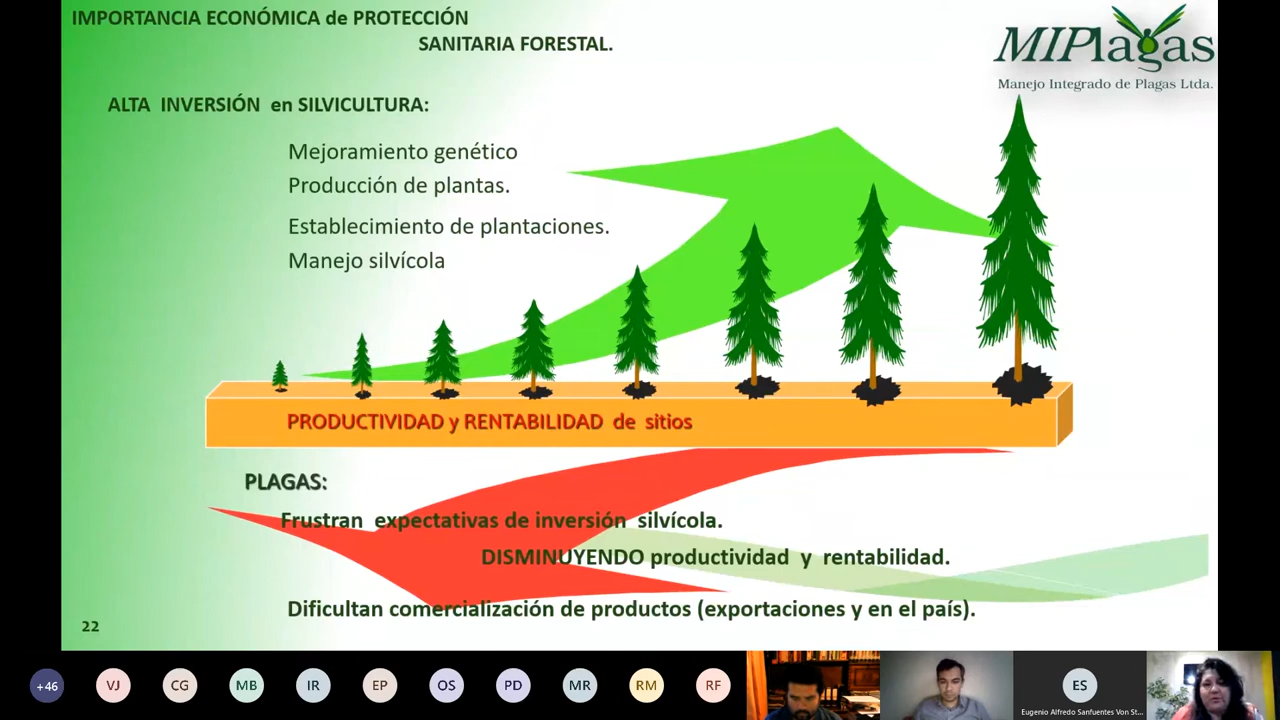 IMPORTANCIA ECONÓMICA de PROTECCIÓN
SANITARIA FORESTAL.
MIPlagas
Manejo Integrado de Plagas Ltda.
ALTA INVERSIÓN en SILVICULTURA:
Mejoramiento genético
Producción de plantas.
Establecimiento de plantaciones.
Manejo silvícola
PRODUCTIVIDAD y RENTABILIDAD de sitios
PLAGAS:
Frustran expectativas de inversión silvícola.
DISMINUYENDO productividad y rentabilidad.
Dificultan comercialización de productos (exportaciones y en el país).
22
+46 VJ CG MB IR EP OS PD MR RM RF ES
Eugenio Alfredo Sanfuentes Von St...